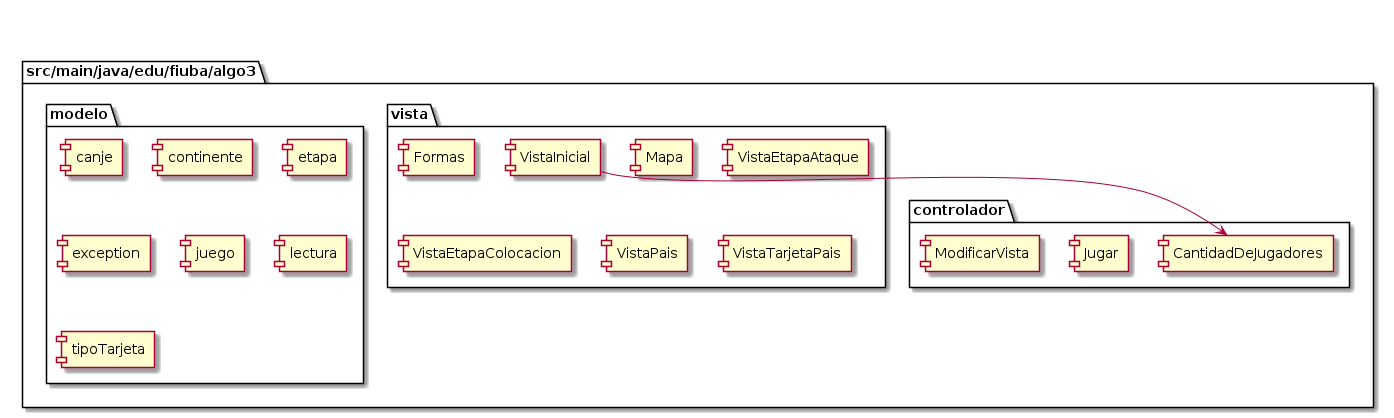 src/main/java/edu/fiuba/algo3
modelo
canje
continente
etapa
exception
juego
lectura
tipoTarjeta
vista
Formas
VistaInicial
Mapa
VistaEtapaAtaque
VistaEtapaColocacion
VistaPais
VistaTarjetaPais
controlador
ModificarVista
Jugar
CantidadDeJugadores